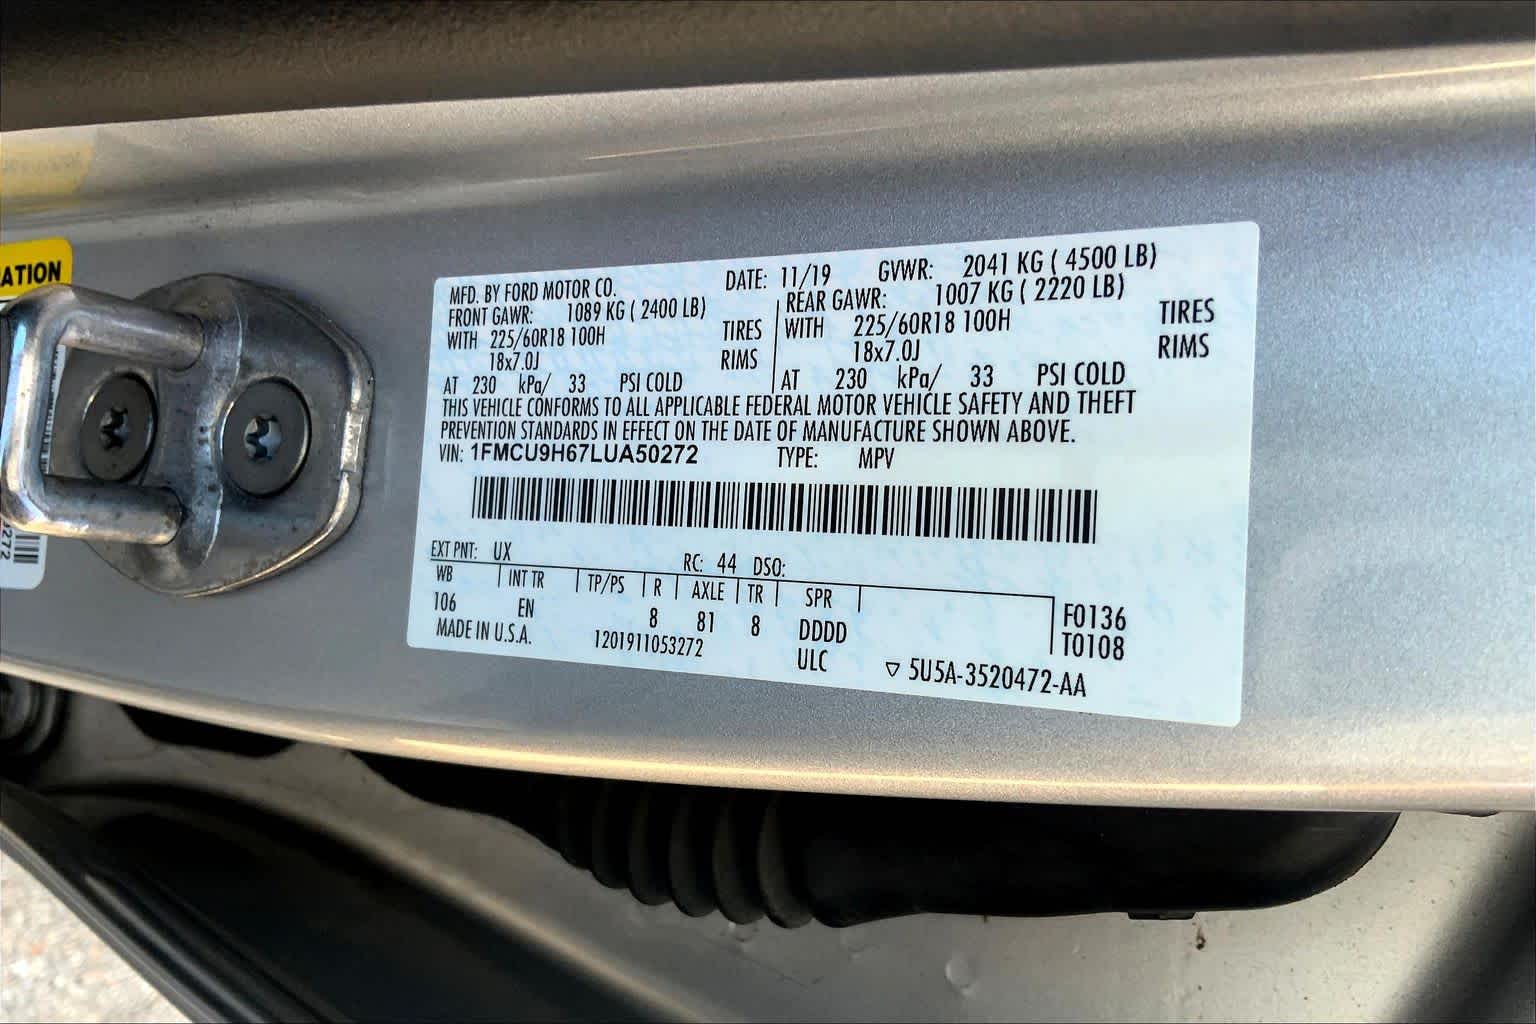 ATION
272
MFD. BY FORD MOTOR CO. DATE: 11/19 GVWR: 2041 KG ( 4500 LB)
FRONT GAWR: 1089 KG ( 2400 LB) REAR GAWR: 1007 KG ( 2220 LB)
WITH 225/60R18 100H TIRES WITH 225/60R18 100H TIRES
18x7.0J RIMS 18x7.0J RIMS
AT 230 kPa/ 33 PSI COLD AT 230 kPa/ 33 PSI COLD
THIS VEHICLE CONFORMS TO ALL APPLICABLE FEDERAL MOTOR VEHICLE SAFETY AND THEFT
PREVENTION STANDARDS IN EFFECT ON THE DATE OF MANUFACTURE SHOWN ABOVE.
VIN: 1FMCU9H67LUA50272 TYPE: MPV
EXT PNT: UX RC: 44 DSO:
WB INT TR TP/PS R AXLE TR SPR
106 EN 8 81 8 DDDD F0136
MADE IN U.S.A. 1201911053272 ULC T0108
▽ 5U5A-3520472-AA